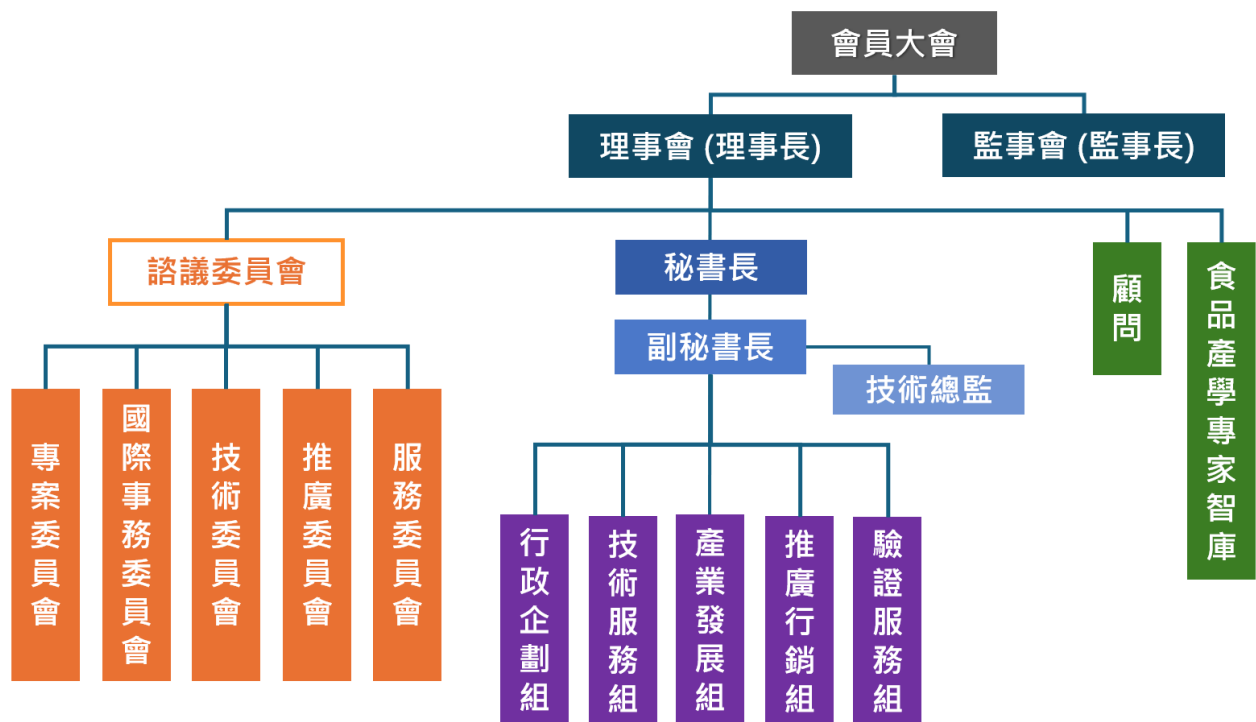 會員大會
理事會 (理事長)
監事會 (監事長)
諮議委員會
秘書長
顧問
食品產學專家智庫
副秘書長
技術總監
專案委員會
國際事務委員會
技術委員會
推廣委員會
服務委員會
行政企劃組
技術服務組
產業發展組
推廣行銷組
驗證服務組